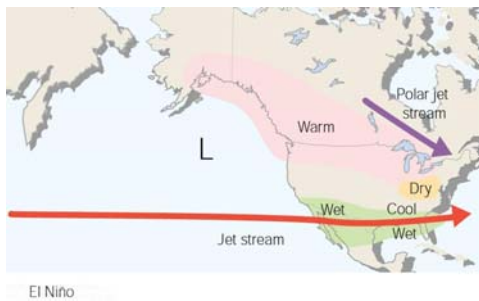 Polar jet
stream
Warm
L
Dry
Wet
Cool
Wet
Jet stream
El Niño